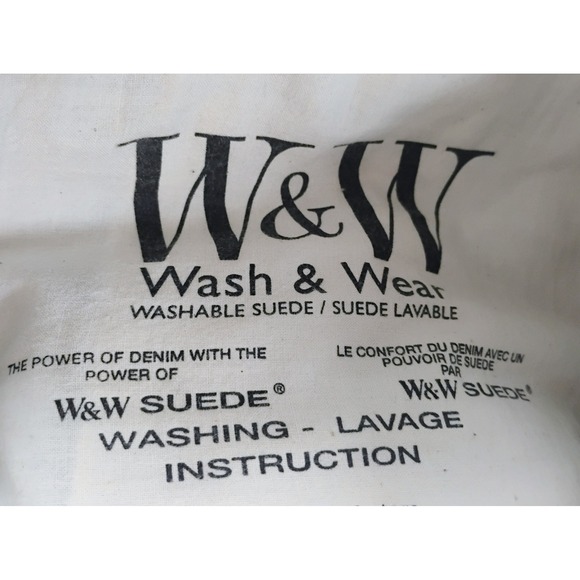 W&W
Wash & Wear
WASHABLE SUEDE / SUEDE LAVABLE
THE POWER OF DENIM WITH THE
POWER OF
W&W SUEDE®
LE CONFORT DU DENIM AVEC UN
POUVOIR DE SUEDE
PAR
W&W SUEDE®
WASHING - LAVAGE
INSTRUCTION